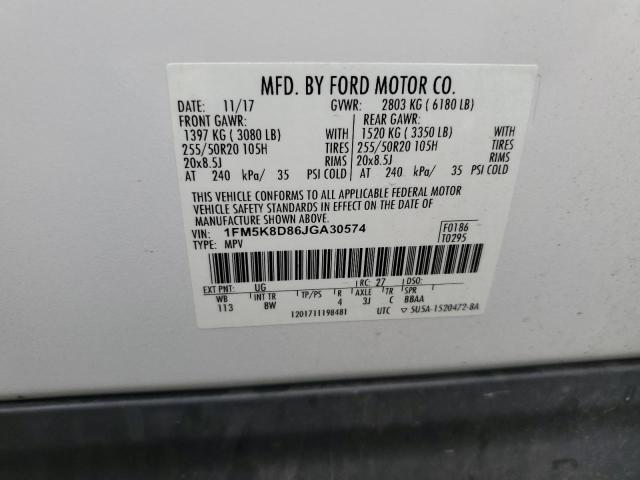 MFD. BY FORD MOTOR CO.
DATE: 11/17 GVWR: 2803 KG ( 6180 LB)
FRONT GAWR: REAR GAWR:
1397 KG ( 3080 LB) WITH 1520 KG ( 3350 LB) WITH
255/50R20 105H TIRES 255/50R20 105H TIRES
20x8.5J RIMS 20x8.5J RIMS
AT 240 kPa/ 35 PSI COLD AT 240 kPa/ 35 PSI COLD
THIS VEHICLE CONFORMS TO ALL APPLICABLE FEDERAL MOTOR
VEHICLE SAFETY STANDARDS IN EFFECT ON THE DATE OF
MANUFACTURE SHOWN ABOVE.
VIN: 1FM5K8D86JGA30574 F0186
TYPE: MPV T0295
EXT PNT: UG RC: 27 DSO:
WB INT TR TP/PS R AXLE TR SPR
113 8W 4 3J C BBAA
1201711198481 UTC ▽ 5U5A-1520472-BA